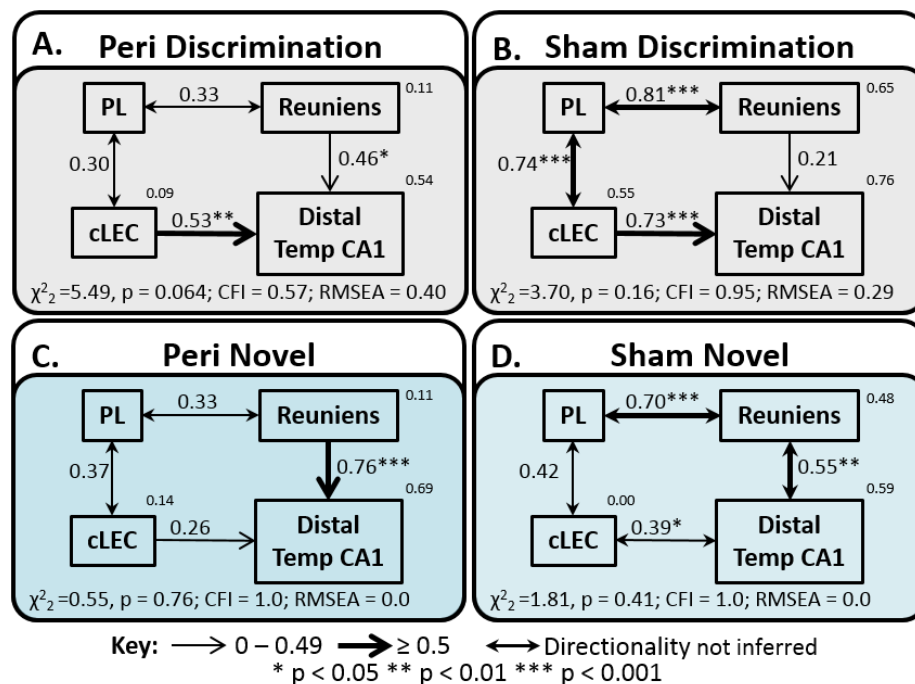 A. Peri Discrimination
PL
0.33
Reuniens
0.11
0.30
0.46*
0.09
0.54
cLEC
0.53**
Distal
Temp CA1
χ²₂ =5.49, p = 0.064; CFI = 0.57; RMSEA = 0.40
B. Sham Discrimination
PL
0.81***
Reuniens
0.65
0.74***
0.21
0.55
0.76
cLEC
0.73***
Distal
Temp CA1
χ²₂ =3.70, p = 0.16; CFI = 0.95; RMSEA = 0.29
C. Peri Novel
PL
0.33
Reuniens
0.11
0.37
0.76***
0.14
0.69
cLEC
0.26
Distal
Temp CA1
χ²₂=0.55, p = 0.76; CFI = 1.0; RMSEA = 0.0
D. Sham Novel
PL
0.70***
Reuniens
0.48
0.42
0.55**
0.00
0.59
cLEC
0.39*
Distal
Temp CA1
χ²₂=1.81, p = 0.41; CFI = 1.0; RMSEA = 0.0
Key: 0 – 0.49 ≥ 0.5 Directionality not inferred
* p < 0.05 ** p < 0.01 *** p < 0.001